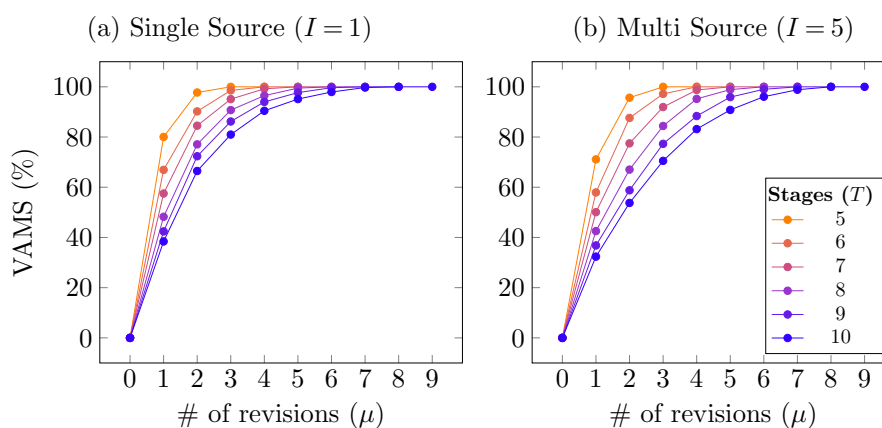 (a) Single Source (I = 1)
(b) Multi Source (I = 5)
VAMS (%)
100
80
60
40
20
0
0 1 2 3 4 5 6 7 8 9
# of revisions (μ)
100
80
60
40
20
0
0 1 2 3 4 5 6 7 8 9
# of revisions (μ)
Stages (T)
5
6
7
8
9
10